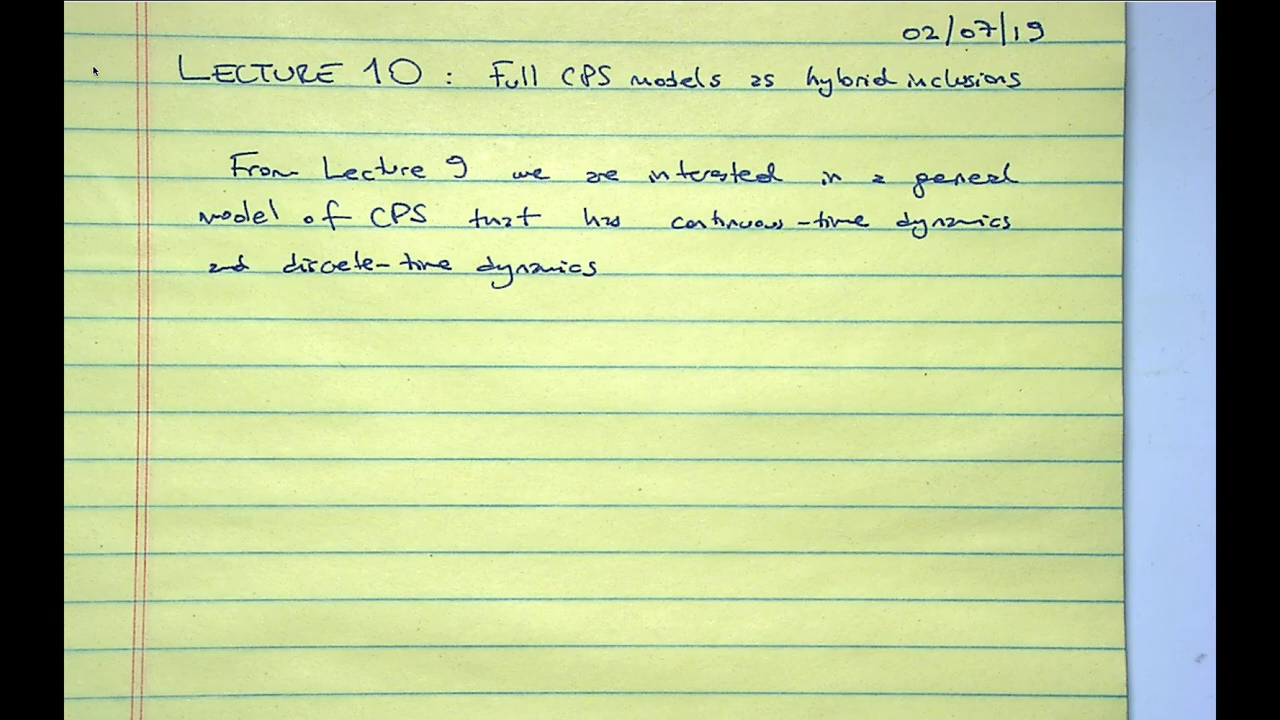 02/07/19
LECTURE 10 : Full CPS models as hybrid inclusions
From Lecture 9 we are interested in a general
model of CPS that has continuous-time dynamics
and discrete-time dynamics